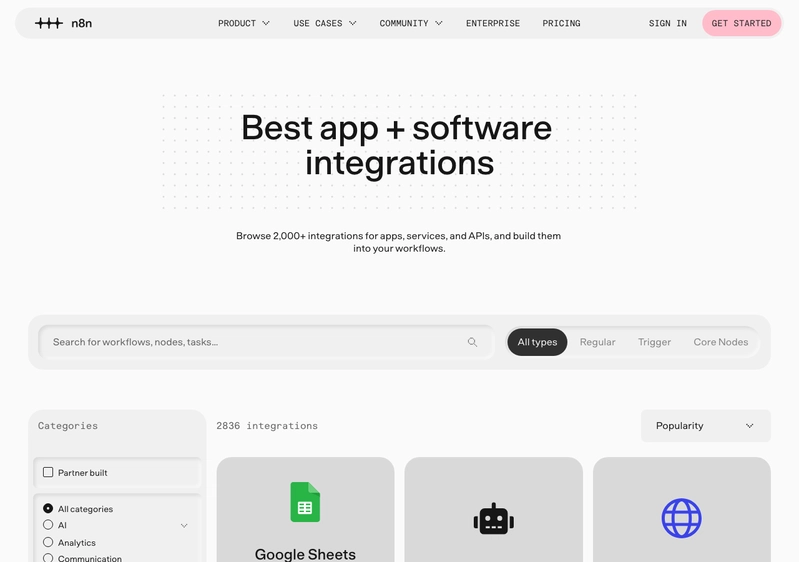 n8n
PRODUCT
USE CASES
COMMUNITY
ENTERPRISE
PRICING
SIGN IN
GET STARTED
Best app + software
integrations
Browse 2,000+ integrations for apps, services, and APIs, and build them
into your workflows.
Search for workflows, nodes, tasks...
All types
Regular
Trigger
Core Nodes
Categories
2836 integrations
Popularity
Partner built
All categories
AI
Analytics
Communication
Google Sheets